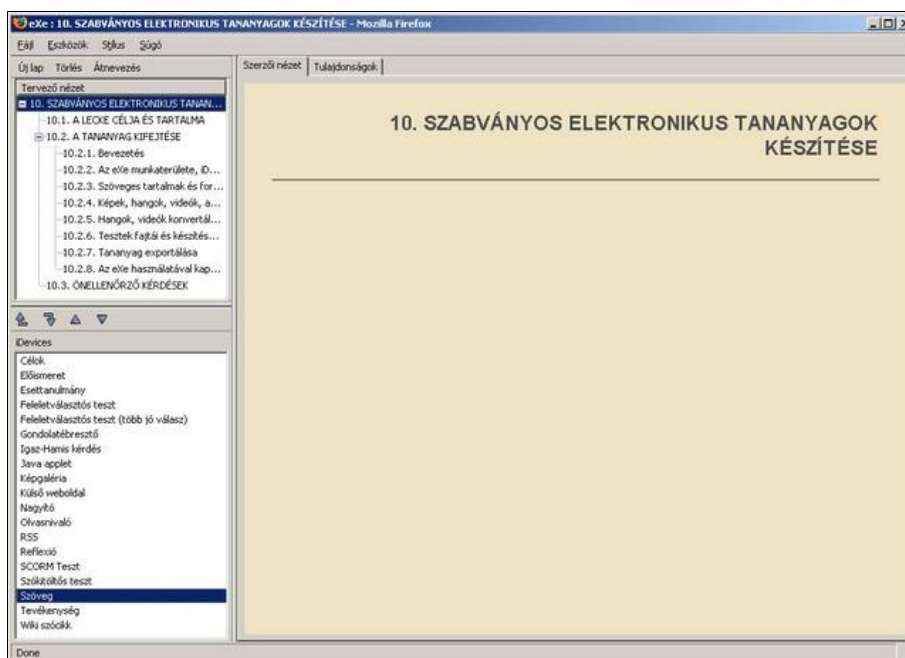 eXe : 10. SZABVÁNYOS ELEKTRONIKUS TANANYAGOK KÉSZÍTÉSE - Mozilla Firefox
Fájl Eszközök Stílus Súgó
Új lap Törlés Átnevezés
Tervező nézet
10. SZABVÁNYOS ELEKTRONIKUS TANAN...
10.1. A LECKE CÉLJA ÉS TARTALMA
10.2. A TANANYAG KIFEJTÉSE
10.2.1. Bevezetés
10.2.2. Az eXe munkaterülete, iD...
10.2.3. Szöveges tartalmak és for...
10.2.4. Képek, hangok, videók, a...
10.2.5. Hangok, videók konvertál...
10.2.6. Tesztek fajtái és készítés...
10.2.7. Tananyag exportálása
10.2.8. Az eXe használatával kap...
10.3. ÖNELLENŐRZŐ KÉRDÉSEK
iDevices
Célok
Előismeret
Esettanulmány
Feleletválasztós teszt
Feleletválasztós teszt (több jó válasz)
Gondolatébresztő
Igaz-Hamis kérdés
Java applet
Képgaléria
Külső weboldal
Nagyító
Olvasnivaló
RSS
Reflexió
SCORM Teszt
Szókitöltős teszt
Szöveg
Tevékenység
Wiki szócikk
Done
Szerzői nézet Tulajdonságok
10. SZABVÁNYOS ELEKTRONIKUS TANANYAGOK
KÉSZÍTÉSE